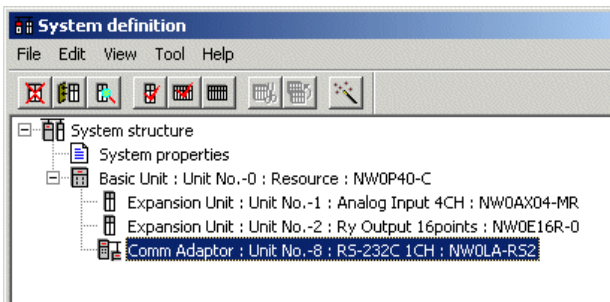 System definition
File Edit View Tool Help
System structure
System properties
Basic Unit : Unit No.-0 : Resource : NW0P40-C
Expansion Unit : Unit No.-1 : Analog Input 4CH : NW0AX04-MR
Expansion Unit : Unit No.-2 : Ry Output 16points : NW0E16R-0
Comm Adaptor : Unit No.-8 : RS-232C 1CH : NW0LA-RS2